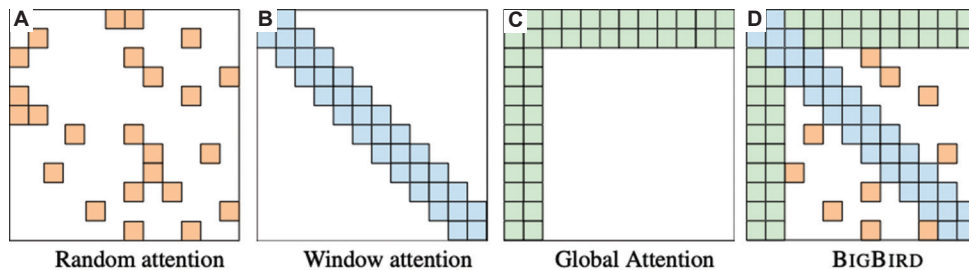 A
B
C
D
Random attention
Window attention
Global Attention
BIGBIRD